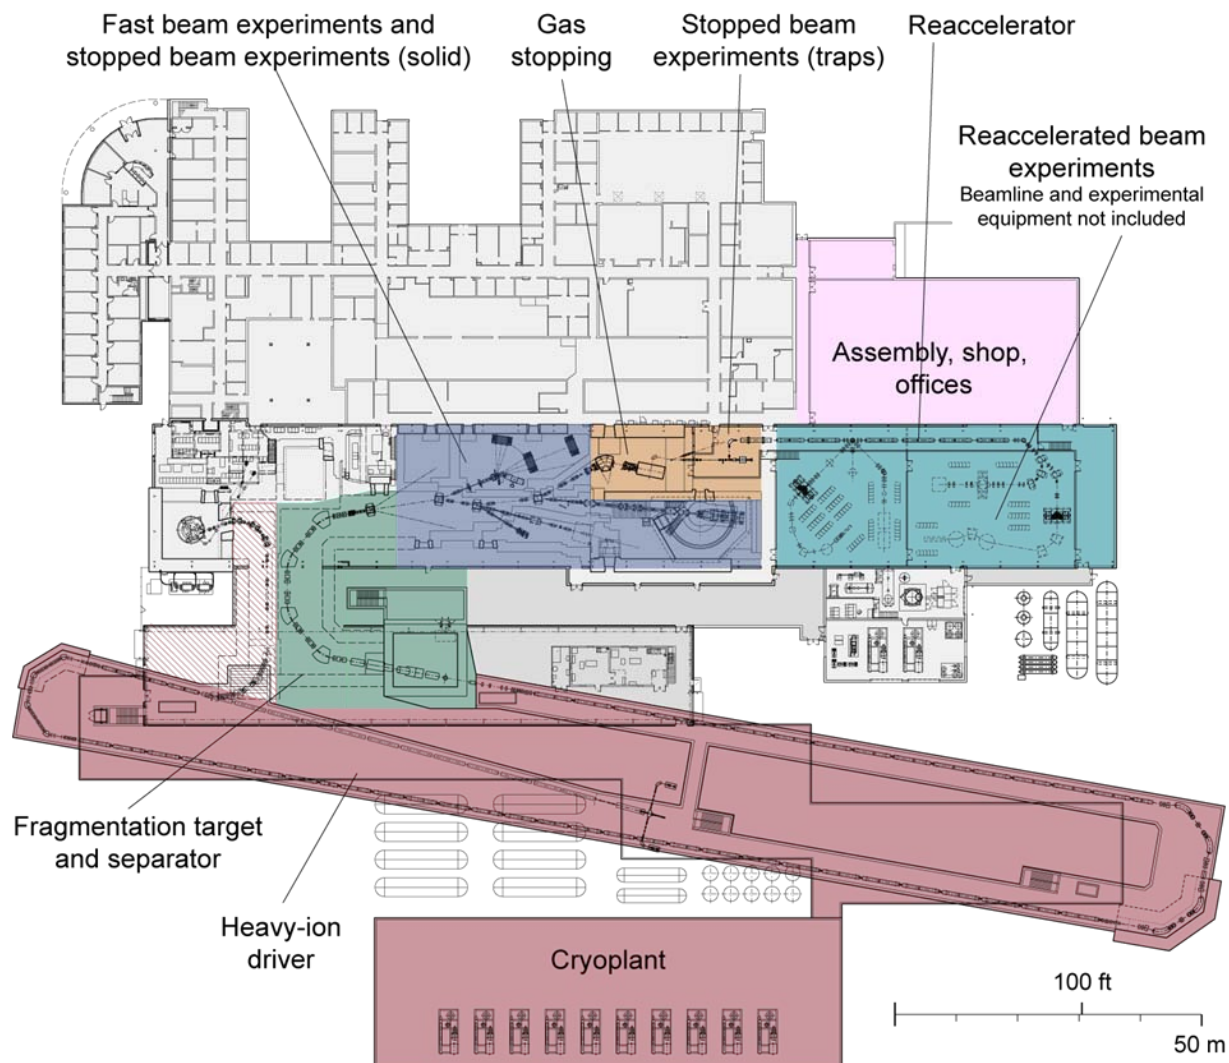 Fast beam experiments and
stopped beam experiments (solid)
Gas
stopping
Stopped beam
experiments (traps)
Reaccelerator
Reaccelerated beam
experiments
Beamline and experimental
equipment not included
Assembly, shop,
offices
Fragmentation target
and separator
Heavy-ion
driver
Cryoplant
100 ft
50 m